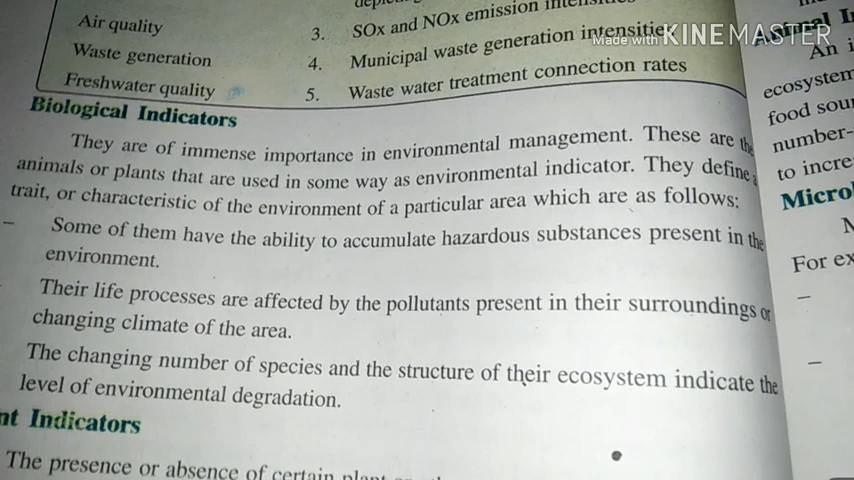 Air quality
3. SOx and NOx emission
Waste generation
4. Municipal waste generation intensities
Freshwater quality
5. Waste water treatment connection rates
Biological Indicators
They are of immense importance in environmental management. These are the
animals or plants that are used in some way as environmental indicator. They define a
trait, or characteristic of the environment of a particular area which are as follows:
– Some of them have the ability to accumulate hazardous substances present in the
environment.
Their life processes are affected by the pollutants present in their surroundings or
changing climate of the area.
The changing number of species and the structure of their ecosystem indicate the
level of environmental degradation.
nt Indicators
The presence or absence of certain
Made with KINEMASTER
Animal I
An i
ecosystem
food sour
number-
to incre
Microb
For ex
–
–